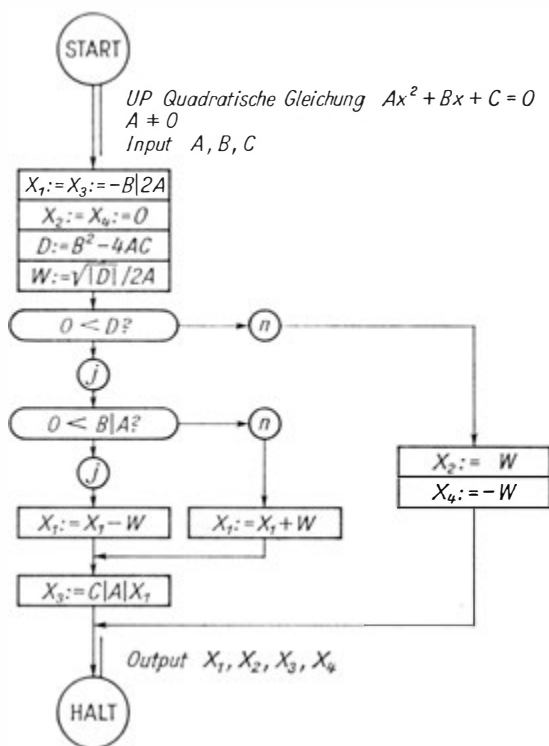 START
UP Quadratische Gleichung Ax² + Bx + C = 0
A ≠ 0
Input A, B, C
X₁:=X₃:=-B|2A
X₂:=X₄:=0
D:=B²-4AC
W:=√|D|/2A
0 < D?
n
j
0 < B|A?
n
j
X₂:= W
X₄:=-W
X₁:=X₁-W
X₁:=X₁+W
X₃:=C|A|X₁
Output X₁, X₂, X₃, X₄
HALT